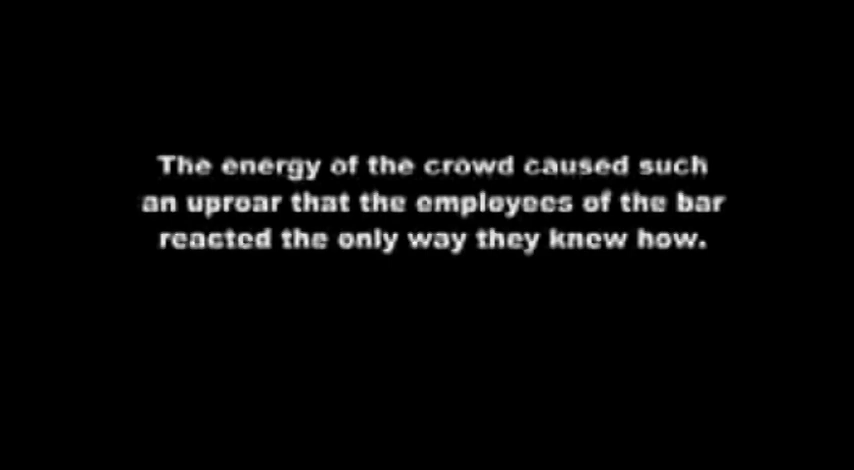 The energy of the crowd caused such
an uproar that the employees of the bar
reacted the only way they knew how.